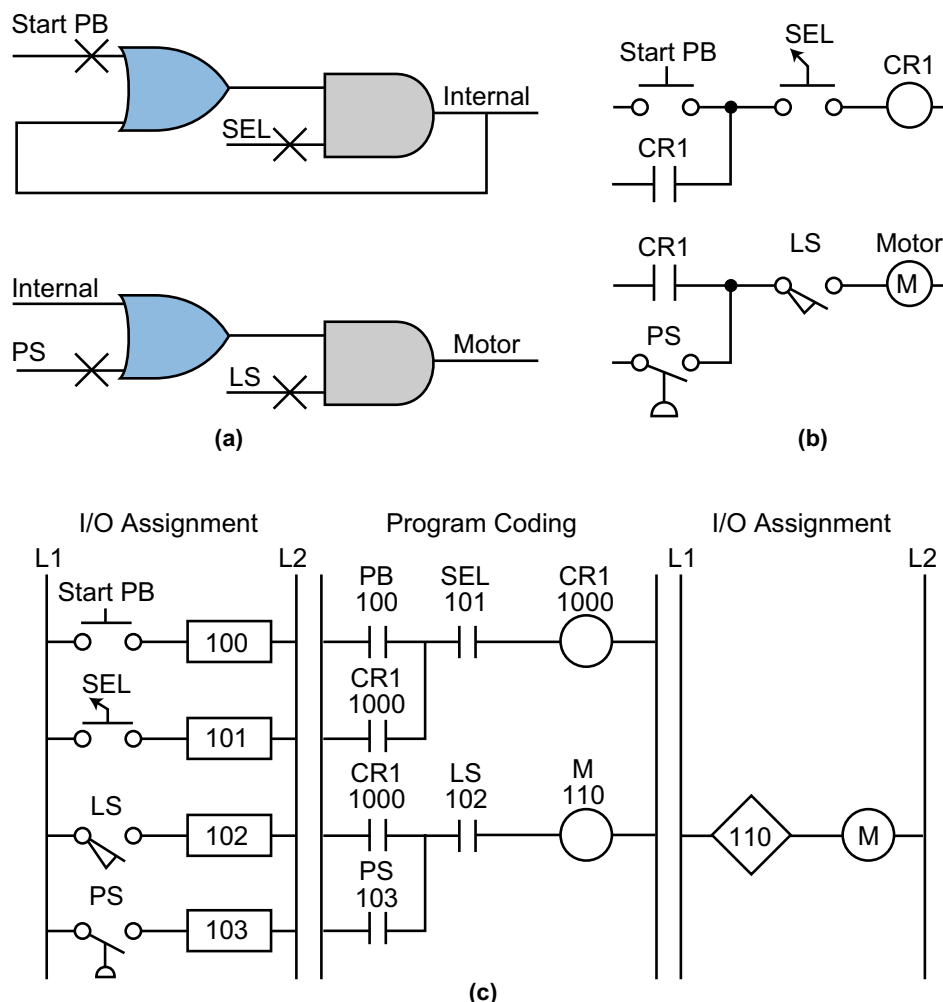 Start PB
SEL
Internal
Internal
PS
LS
Motor
(a)
Start PB
SEL
CR1
CR1
CR1
LS
Motor
M
PS
(b)
I/O Assignment
L1
L2
Start PB
100
SEL
101
LS
102
PS
103
Program Coding
PB
100
SEL
101
CR1
1000
CR1
1000
CR1
1000
LS
102
M
110
PS
103
I/O Assignment
L1
L2
110
M
(c)